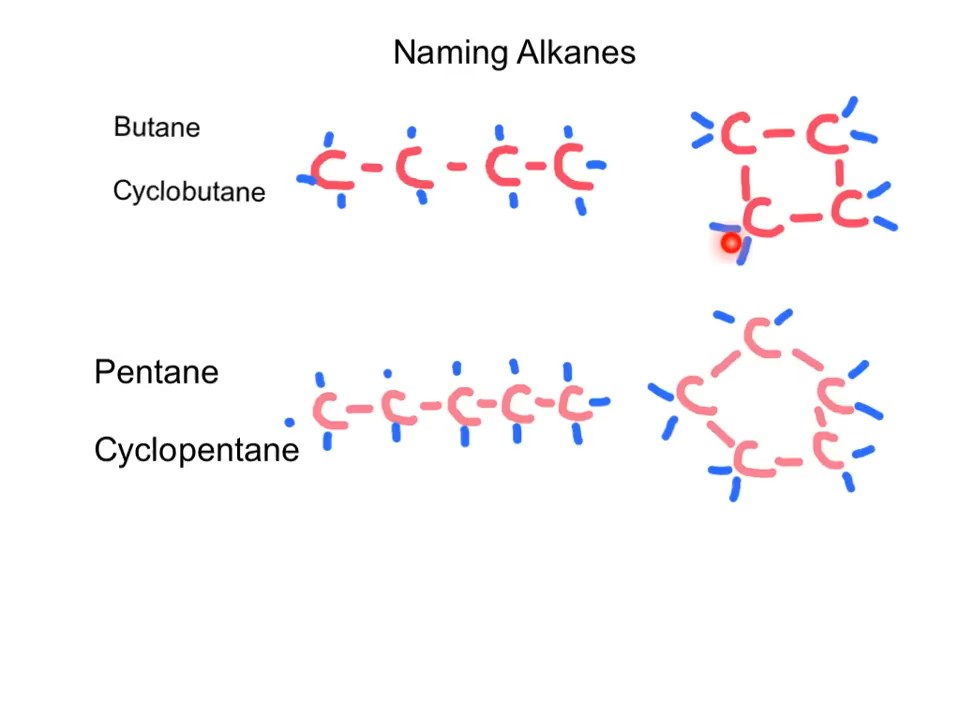 Naming Alkanes
Butane
C - C - C - C
C - C
Cyclobutane
C - C
Pentane
C
C - C - C - C - C
C C
Cyclopentane
C - C